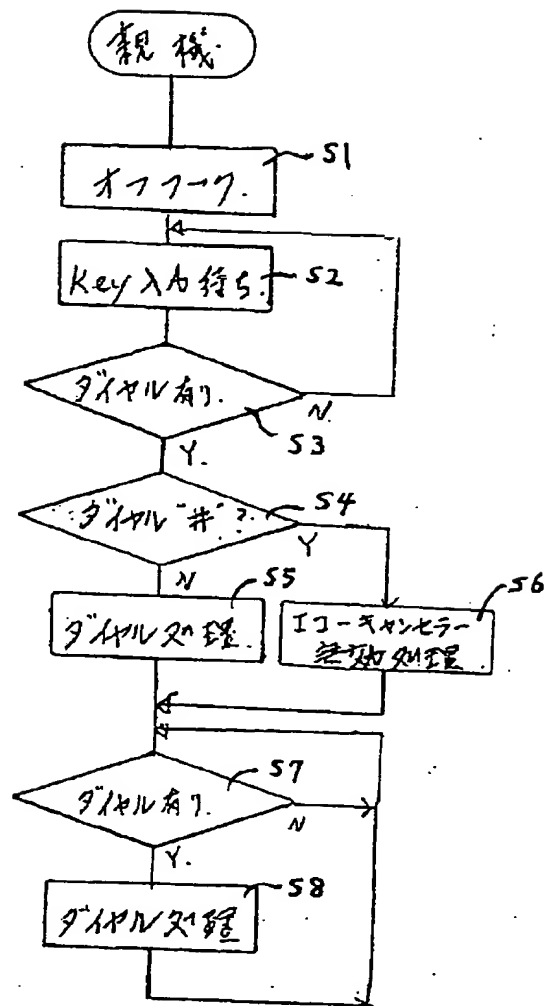 親機
オフフック.
S1
Key入力待ち.
S2
ダイヤル有り.
N.
S3
Y.
ダイヤル"#"?
S4
Y
N
S5
ダイヤル処理.
S6
エコーキャンセラー
無効処理
ダイヤル有り.
S7
N
Y.
S8
ダイヤル処理